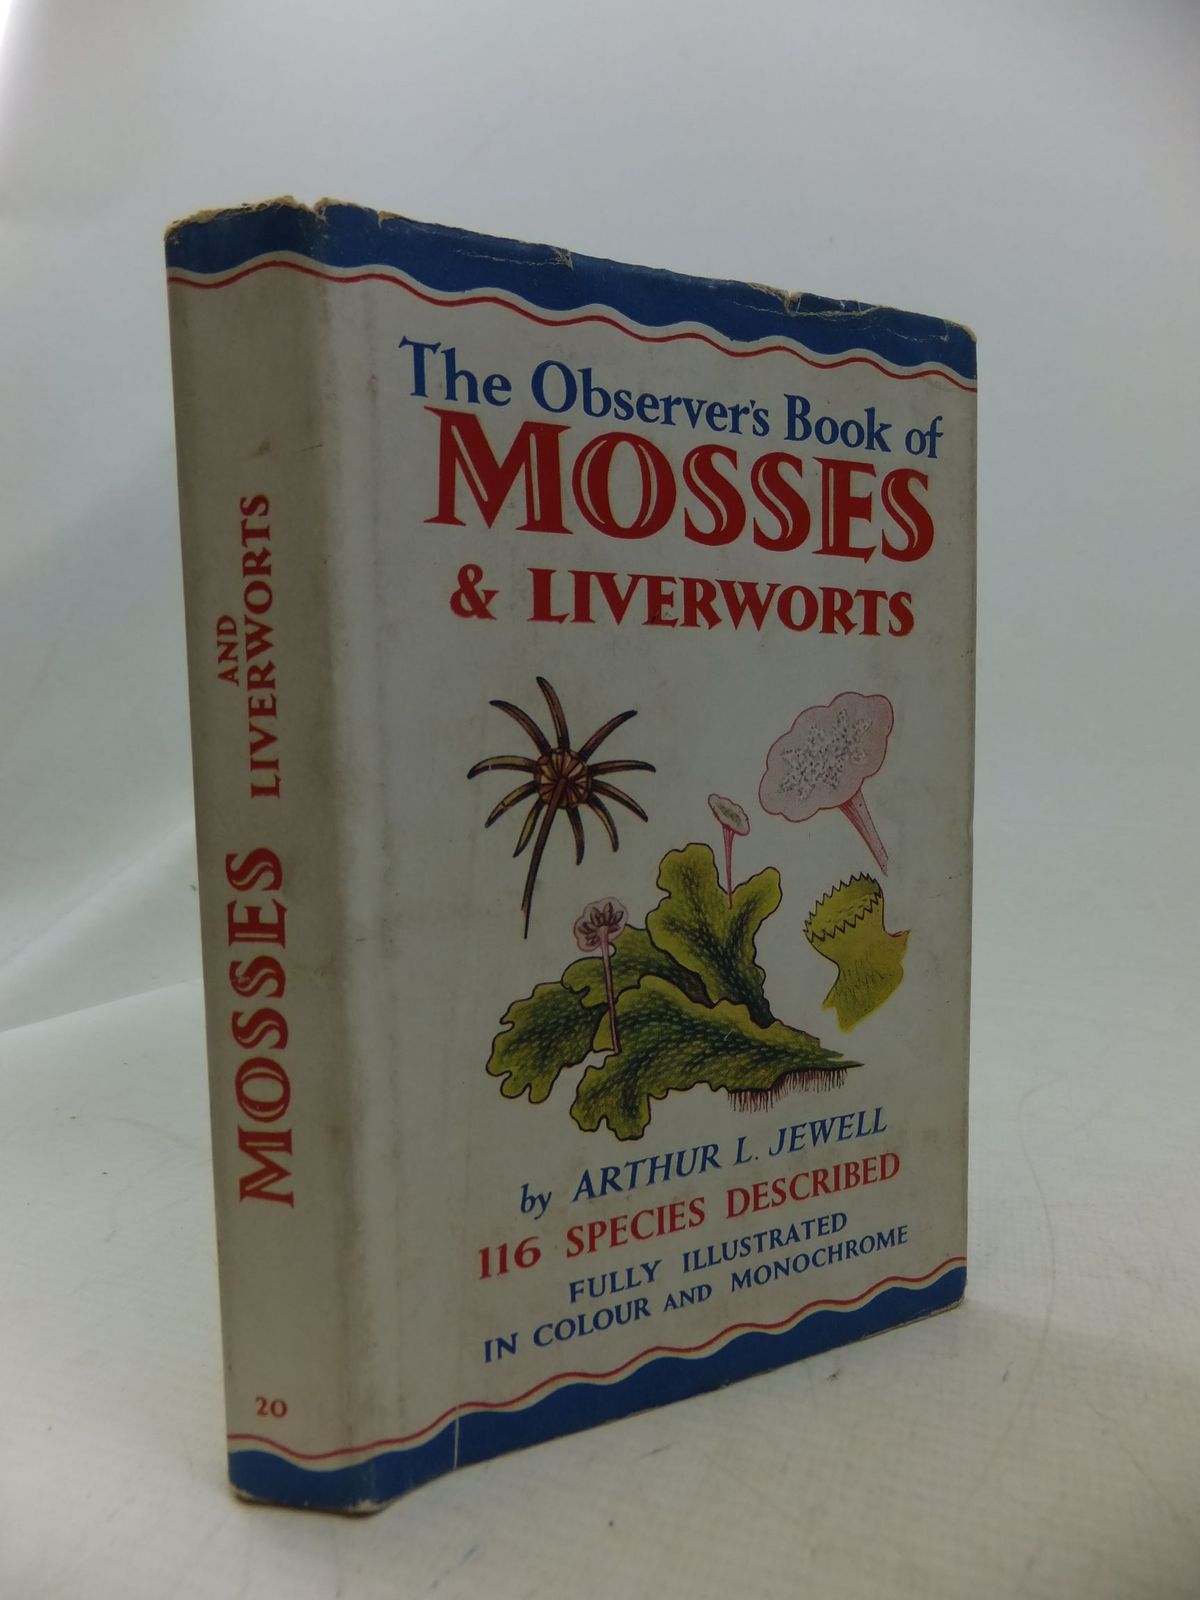 The Observer's Book of
MOSSES
& LIVERWORTS
by ARTHUR L. JEWELL
116 SPECIES DESCRIBED
FULLY ILLUSTRATED
IN COLOUR AND MONOCHROME
MOSSES
AND
LIVERWORTS
20